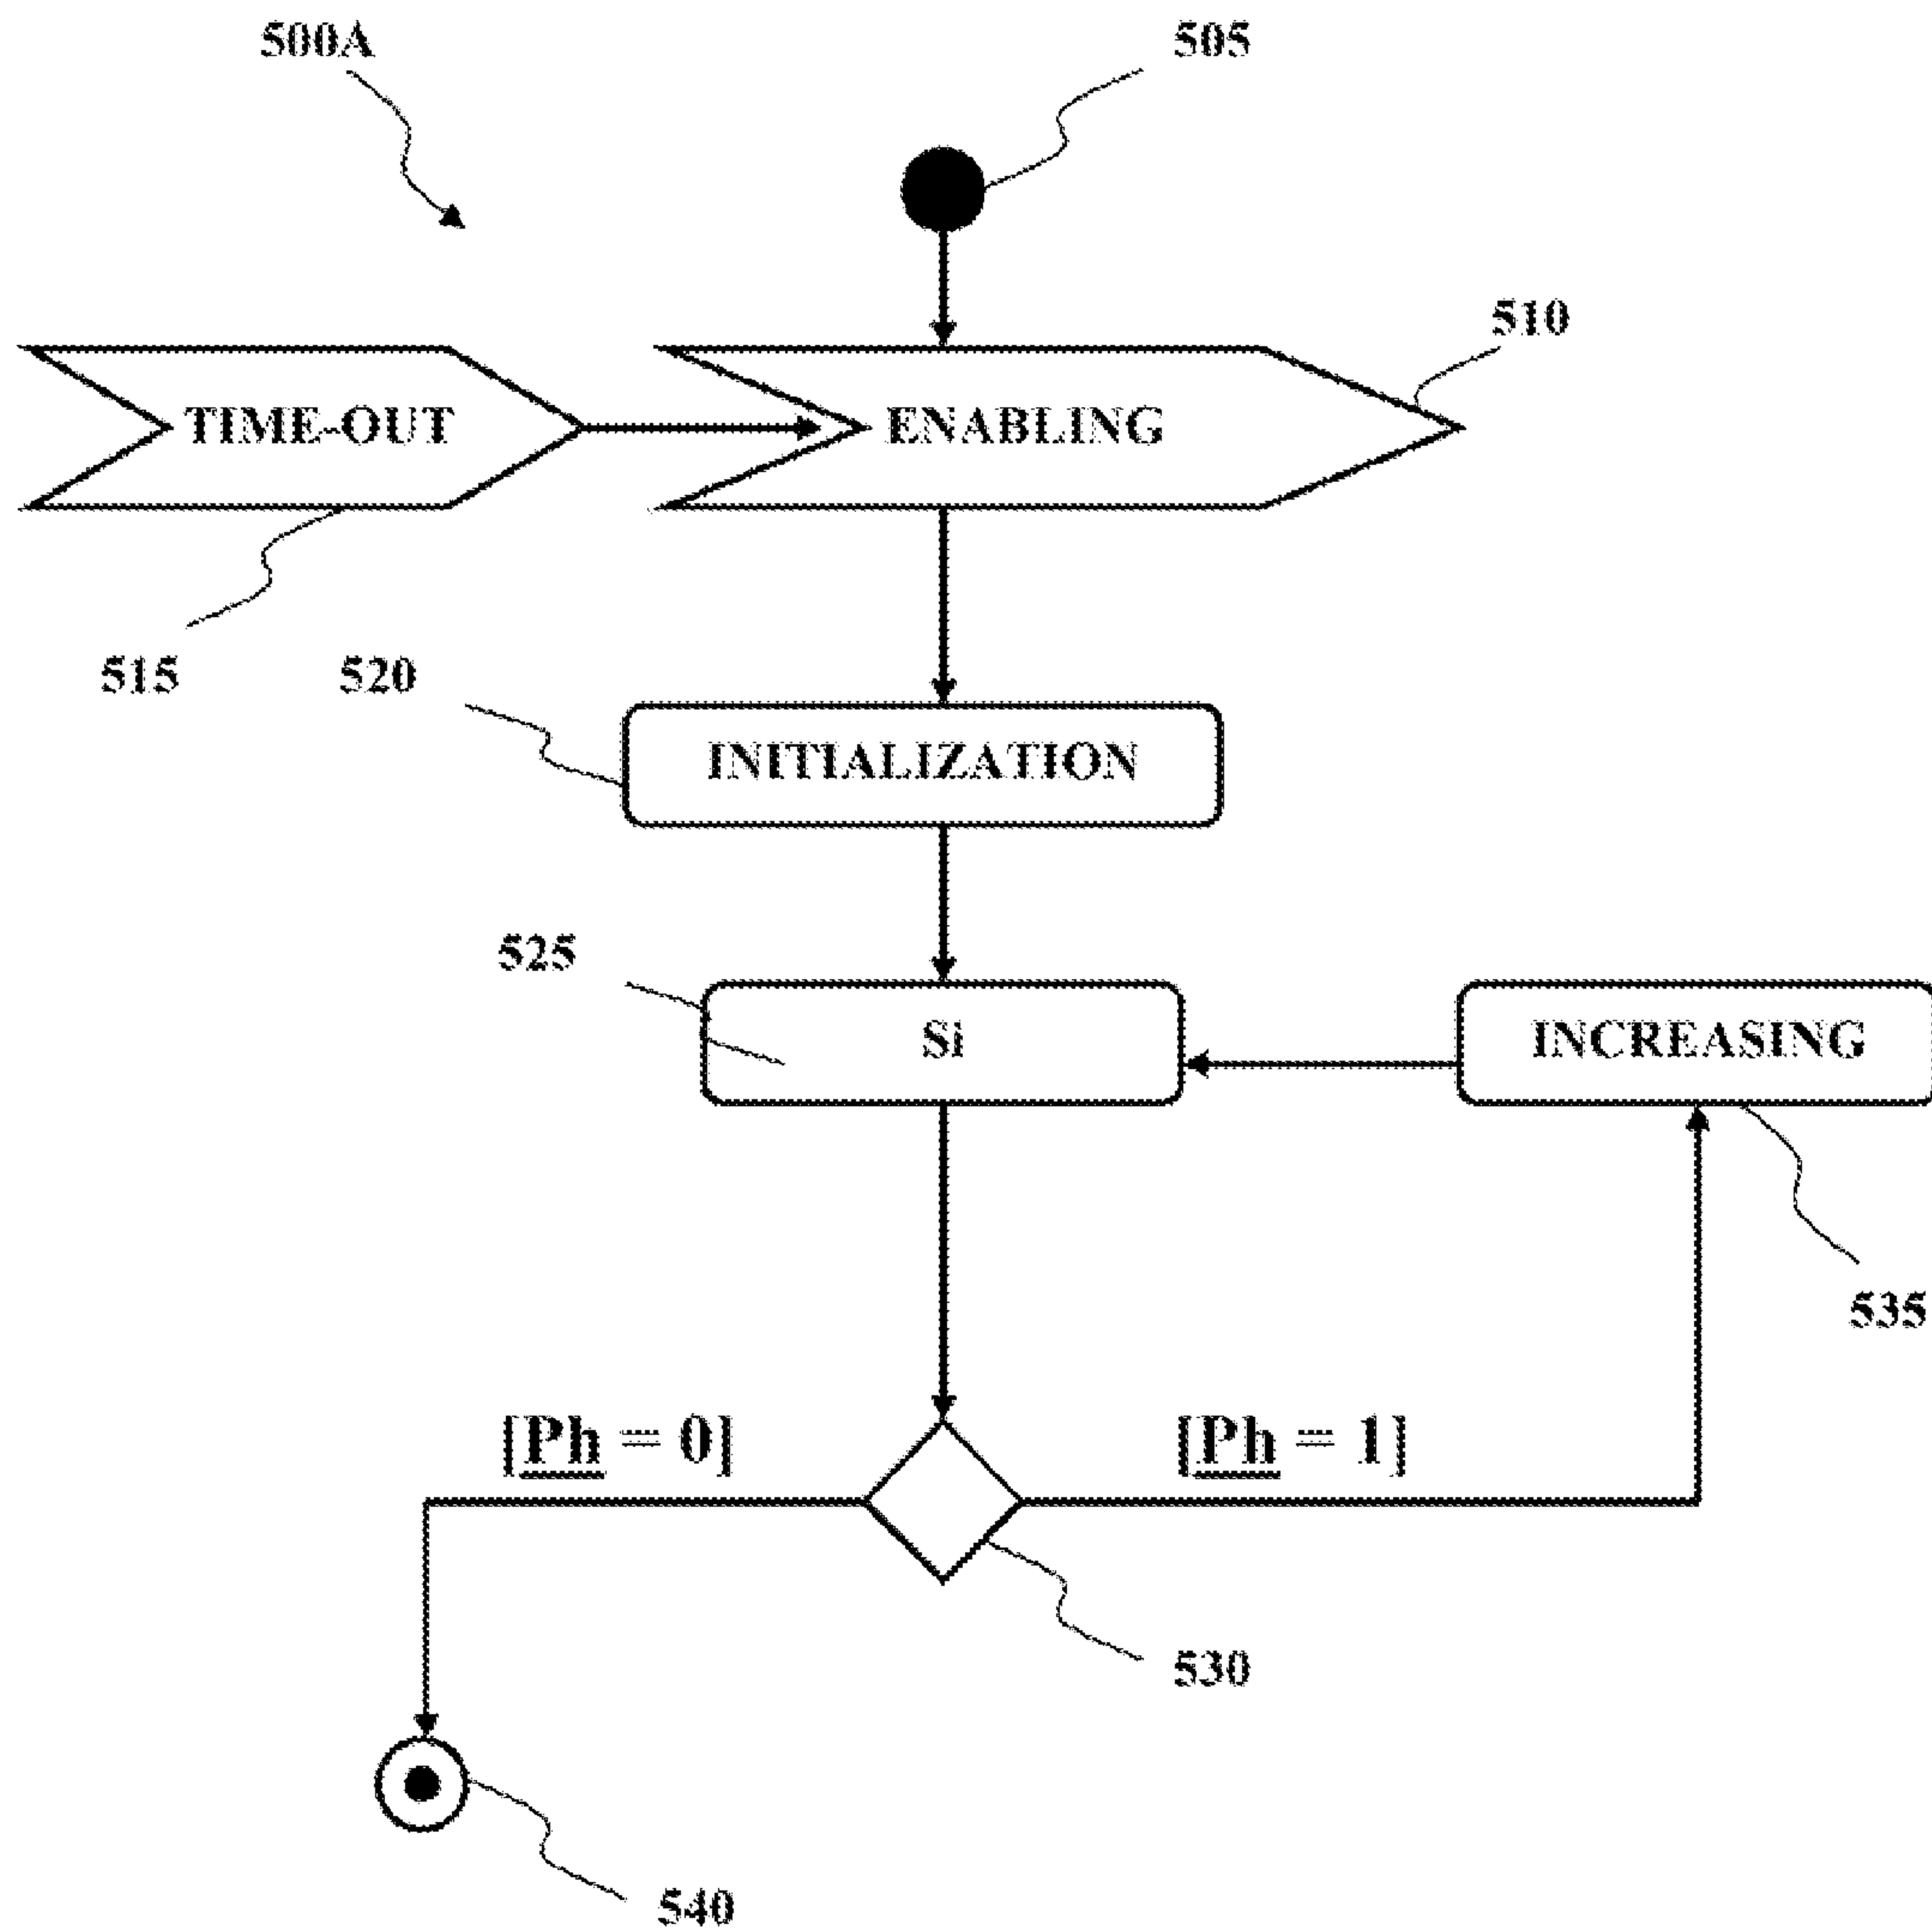 500A
505
510
TIME-OUT
ENABLING
515
520
INITIALIZATION
525
Si
INCREASING
535
[Ph = 0]
[Ph = 1]
530
540